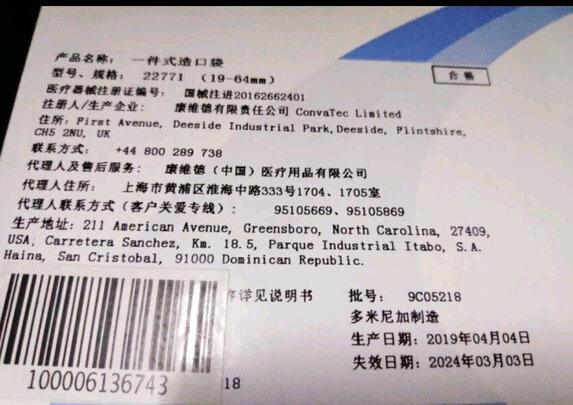 产品名称： 一件式造口袋
型号、规格： 22771 (19-64mm)
合格
医疗器械注册证编号： 国械注进20162662401
注册人/生产企业： 康维德有限责任公司 ConvaTec Limited
住所：First Avenue, Deeside Industrial Park,Deeside, Flintshire,
CH5 2NU, UK
联系方式： +44 800 289 738
代理人及售后服务： 康维德（中国）医疗用品有限公司
代理人住所： 上海市黄浦区淮海中路333号1704、1705室
代理人联系方式（客户关爱专线）： 95105669、95105869
生产地址: 211 American Avenue, Greensboro, North Carolina, 27409,
USA; Carretera Sanchez, Km. 18.5, Parque Industrial Itabo, S.A.
Haina, San Cristobal, 91000 Dominican Republic.
详见说明书
批号： 9C05218
多米尼加制造
生产日期：2019年04月04日
失效日期：2024年03月03日
100006136743
18